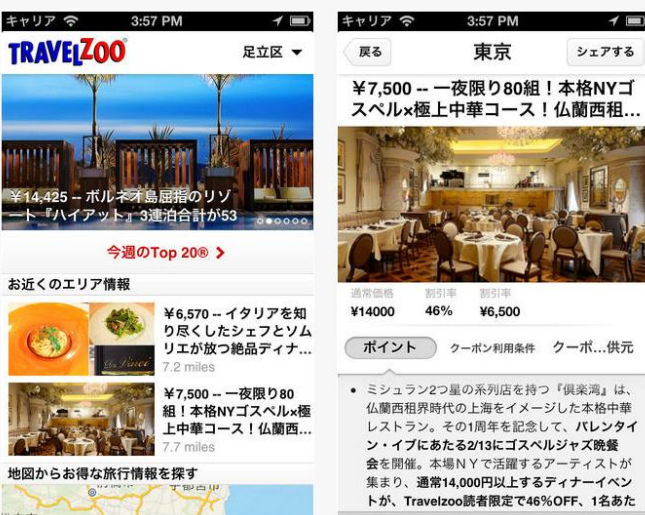 キャリア 3:57 PM
TRAVELZOO 足立区
¥14,425 -- ボルネオ島屈指のリゾ
ート『ハイアット』3連泊合計が53
今週のTop 20®
お近くのエリア情報
¥6,570 -- イタリアを知
り尽くしたシェフとソム
リエが放つ絶品ディナ...
7.2 miles
Da Vinci
¥7,500 -- 一夜限り80
組！本格NYゴスペル×極
上中華コース！仏蘭西...
7.7 miles
地図からお得な旅行情報を探す
宇都宮市
キャリア 3:57 PM
戻る 東京 シェアする
¥7,500 -- 一夜限り80組！本格NYゴ
スペル×極上中華コース！仏蘭西租...
通常価格 割引率 割引率
¥14000 46% ¥6,500
ポイント クーポン利用条件 クーポ...供元
• ミシュラン2つ星の系列店を持つ『倶楽湾』は、
仏蘭西租界時代の上海をイメージした本格中華
レストラン。その1周年を記念して、バレンタイ
ン・イブにあたる2/13にゴスペルジャズ晩餐
会を開催。本場ＮＹで活躍するアーティストが
集まり、通常14,000円以上するディナーイベン
トが、Travelzoo読者限定で46%OFF、1名あた